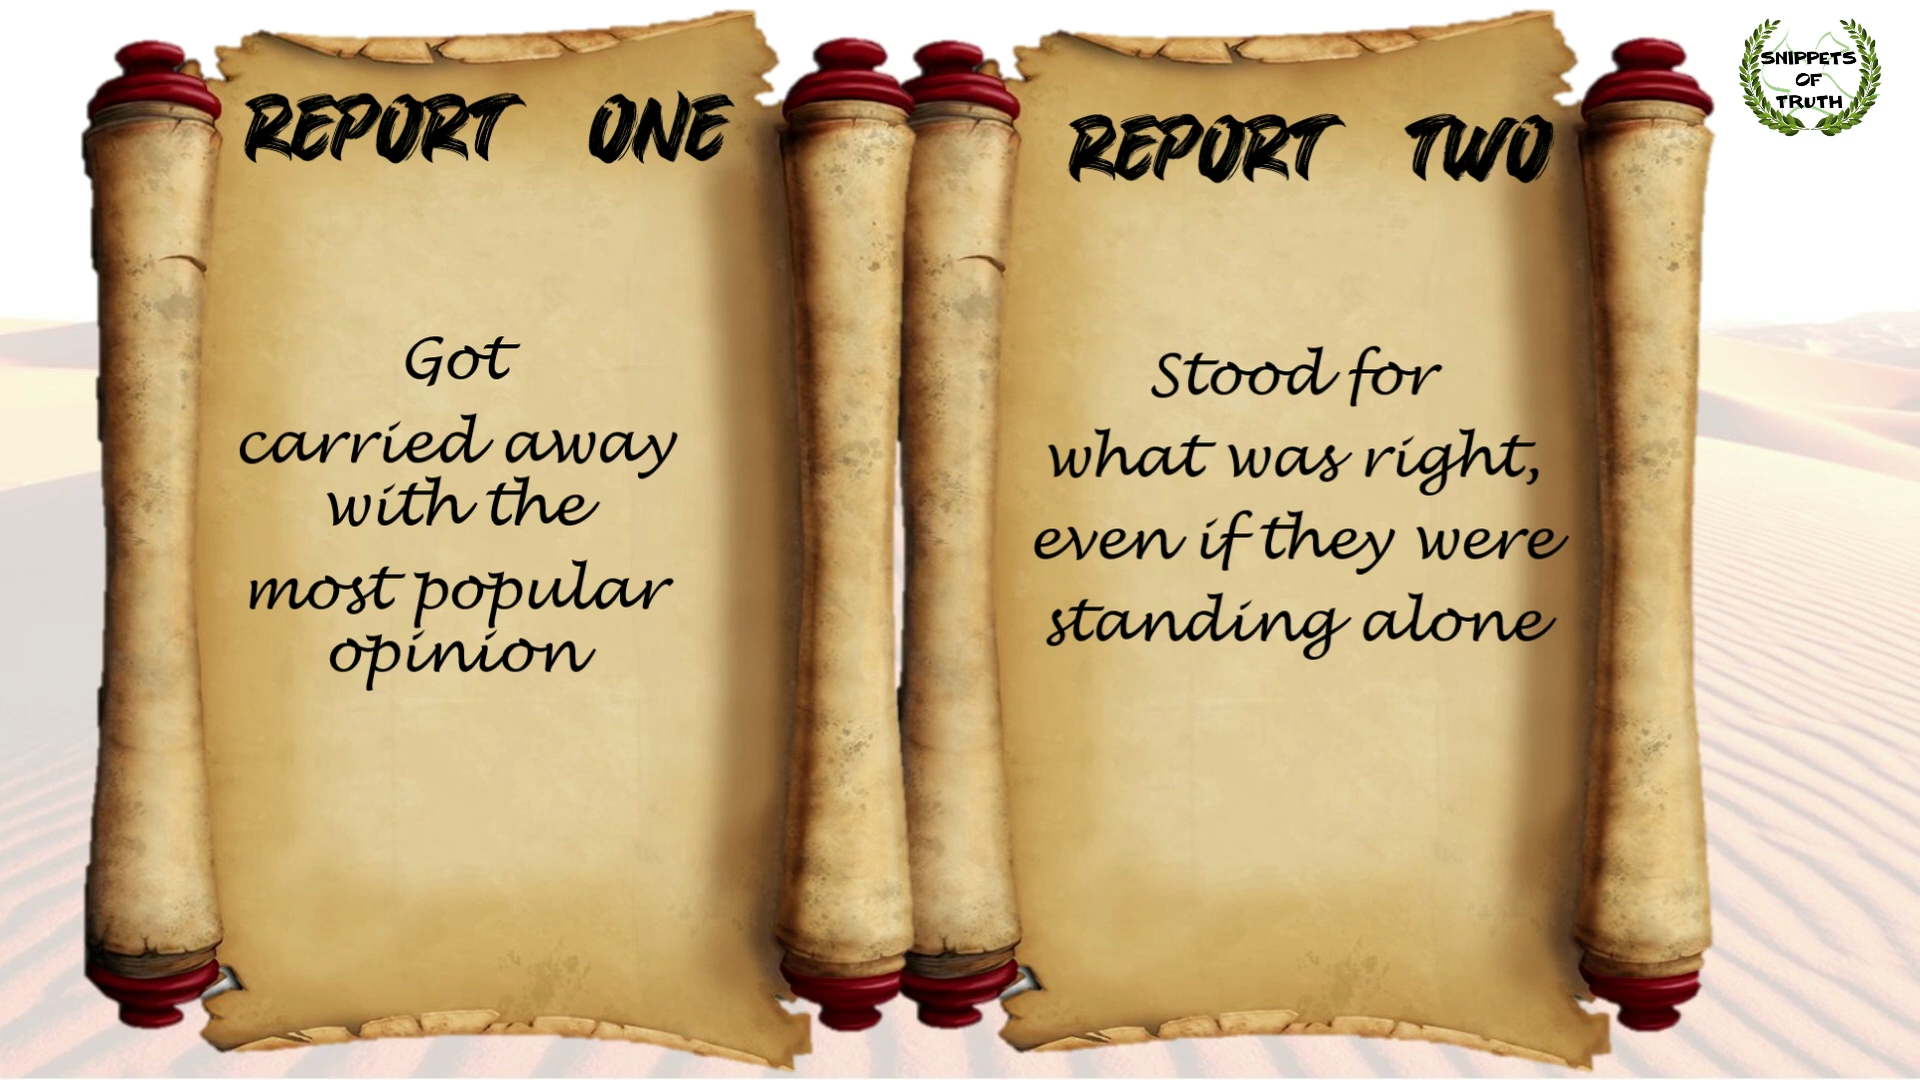 REPORT ONE
Got
carried away
with the
most popular
opinion
REPORT TWO
Stood for
what was right,
even if they were
standing alone
SNIPPETS
OF
TRUTH